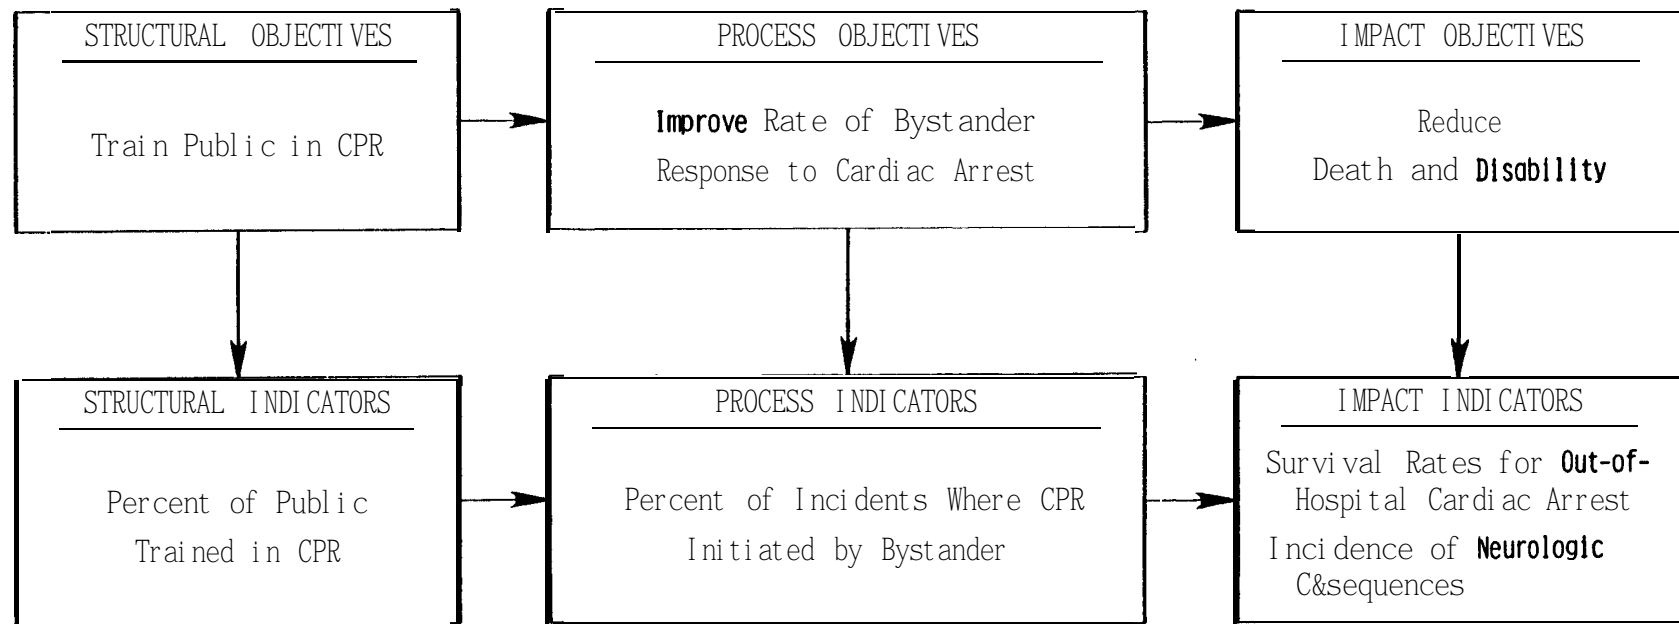 STRUCTURAL OBJECTIVES
Train Public in CPR
PROCESS OBJECTIVES
Improve Rate of Bystander
Response to Cardiac Arrest
IMPACT OBJECTIVES
Reduce
Death and Disability
STRUCTURAL INDICATORS
Percent of Public
Trained in CPR
PROCESS INDICATORS
Percent of Incidents Where CPR
Initiated by Bystander
IMPACT INDICATORS
Survival Rates for Out-of-
Hospital Cardiac Arrest
Incidence of Neurologic
C&sequences